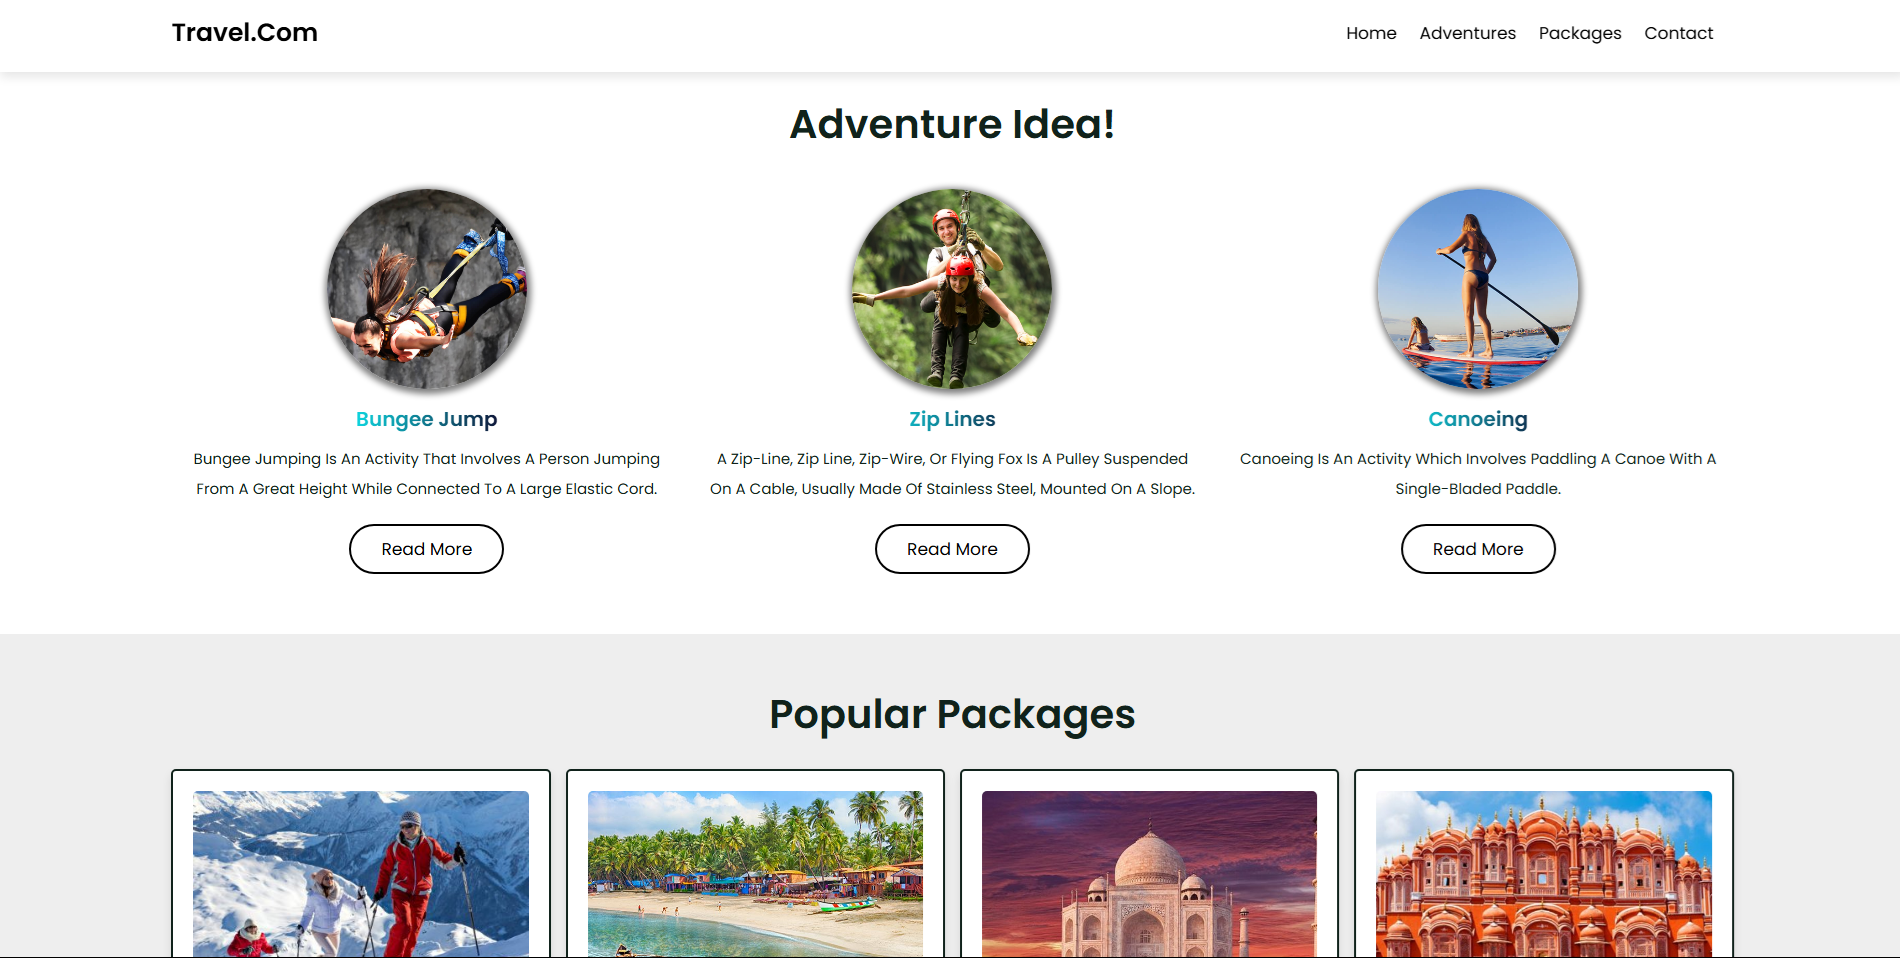 Travel.Com
Home Adventures Packages Contact
Adventure Idea!
Bungee Jump
Bungee Jumping Is An Activity That Involves A Person Jumping
From A Great Height While Connected To A Large Elastic Cord.
Read More
Zip Lines
A Zip-Line, Zip Line, Zip-Wire, Or Flying Fox Is A Pulley Suspended
On A Cable, Usually Made Of Stainless Steel, Mounted On A Slope.
Read More
Canoeing
Canoeing Is An Activity Which Involves Paddling A Canoe With A
Single-Bladed Paddle.
Read More
Popular Packages